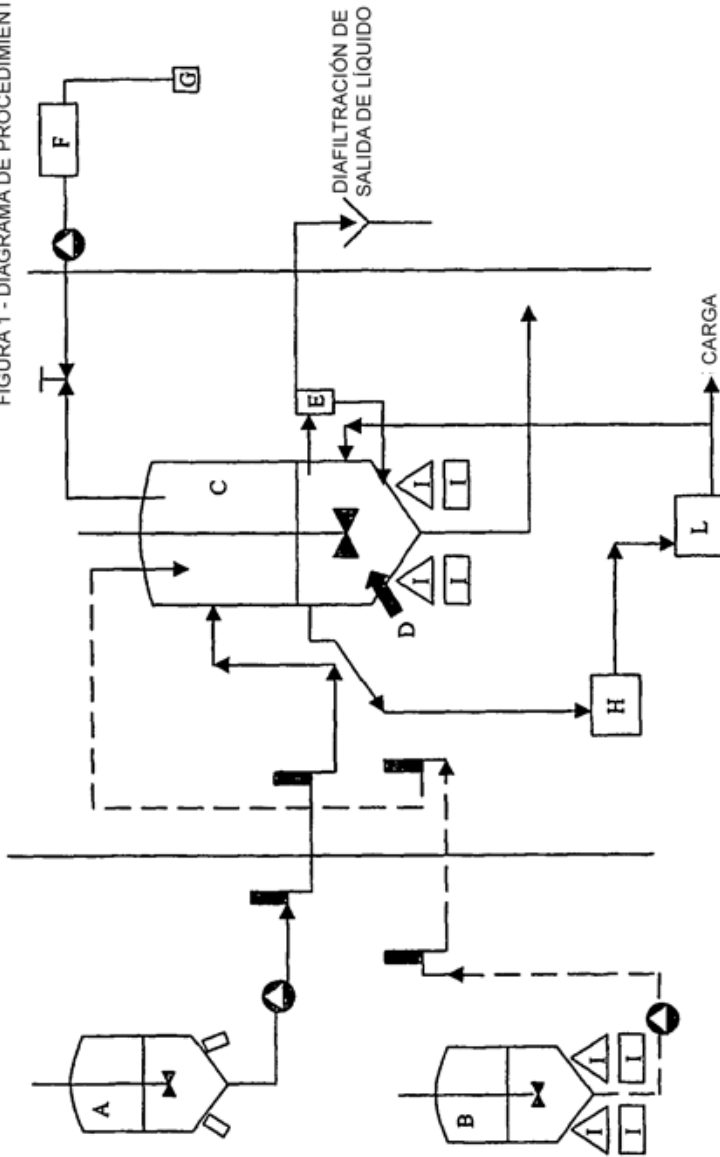 FIGURA 1 - DIAGRAMA DE PROCEDIMIENT
G
F
DIAFILTRACIÓN DE
SALIDA DE LÍQUIDO
C
E
I
I
I
J
D
CARGA
L
H
A
B
I
I
I
I